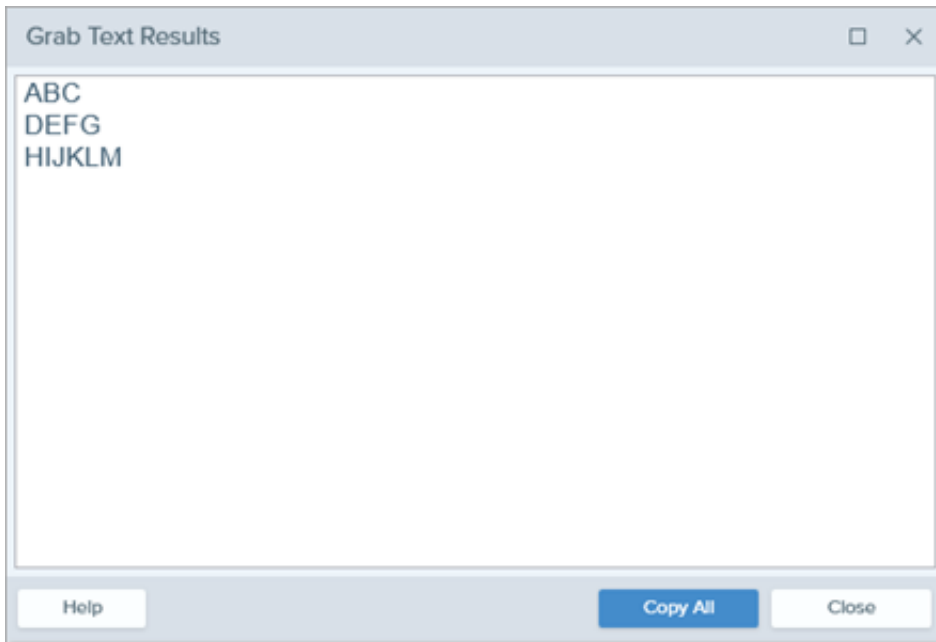 Grab Text Results
ABC
DEFG
HIJKLM
Help
Copy All
Close